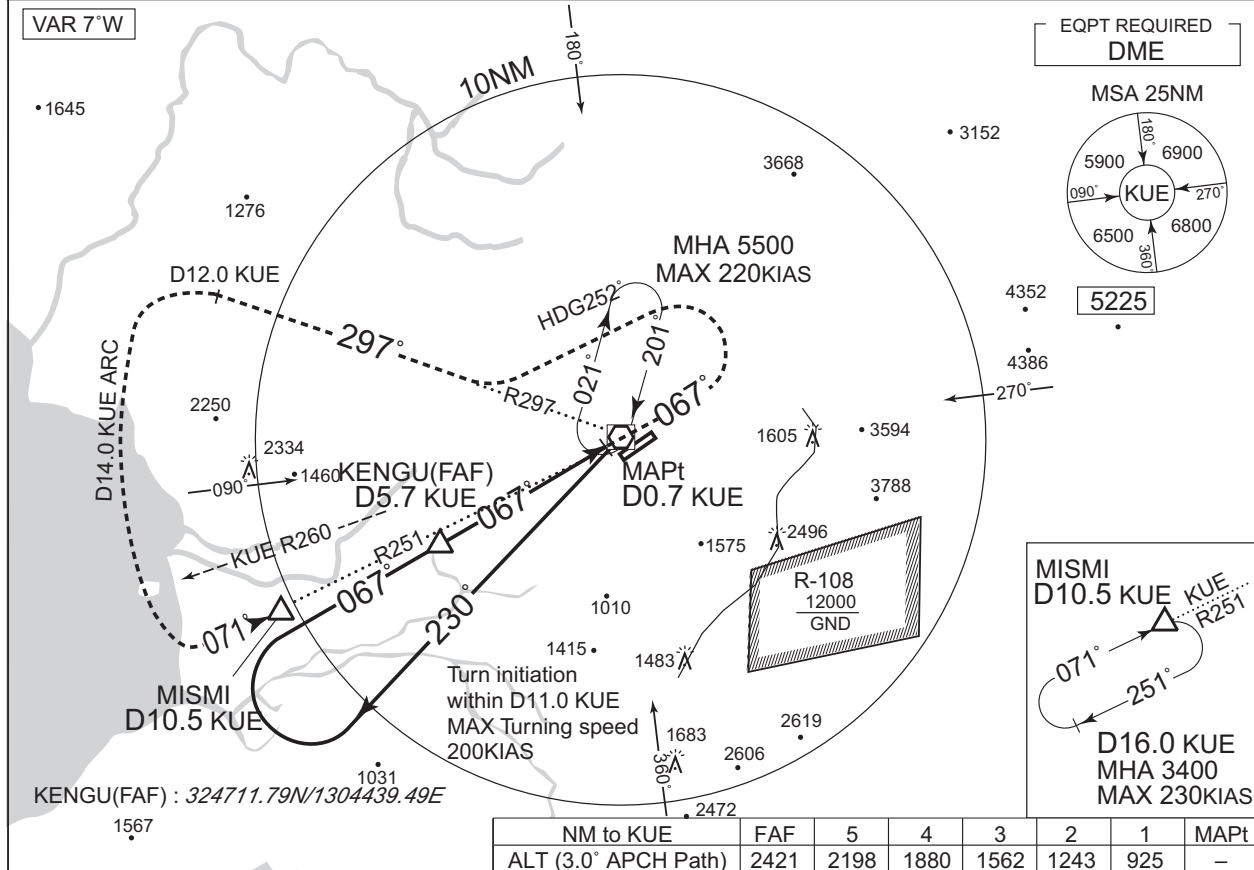 VAR 7°W
EQPT REQUIRED
DME
MSA 25NM
180°
5900
6900
090°
KUE
270°
6500
6800
360°
5225
180°
10NM
1645
3152
3668
1276
MHA 5500
MAX 220KIAS
D12.0 KUE
HDG252°
4352
4386
297°
021°
201°
067°
R297
270°
D14.0 KUE ARC
2250
2334
1460
090°
KENGU(FAF)
D5.7 KUE
MAPt
D0.7 KUE
1605
3594
3788
067°
KUE R260
R251
1575
2496
R-108
12000
GND
067°
230°
071°
1010
1415
1483
MISMI
D10.5 KUE
Turn initiation
within D11.0 KUE
MAX Turning speed
200KIAS
1683
2619
2606
360°
2472
1031
KENGU(FAF) : 324711.79N/1304439.49E
1567
MISMI
D10.5 KUE
KUE
R251
071°
251°
D16.0 KUE
MHA 3400
MAX 230KIAS
NM to KUE FAF 5 4 3 2 1 MAPt
ALT (3.0° APCH Path) 2421 2198 1880 1562 1243 925 –